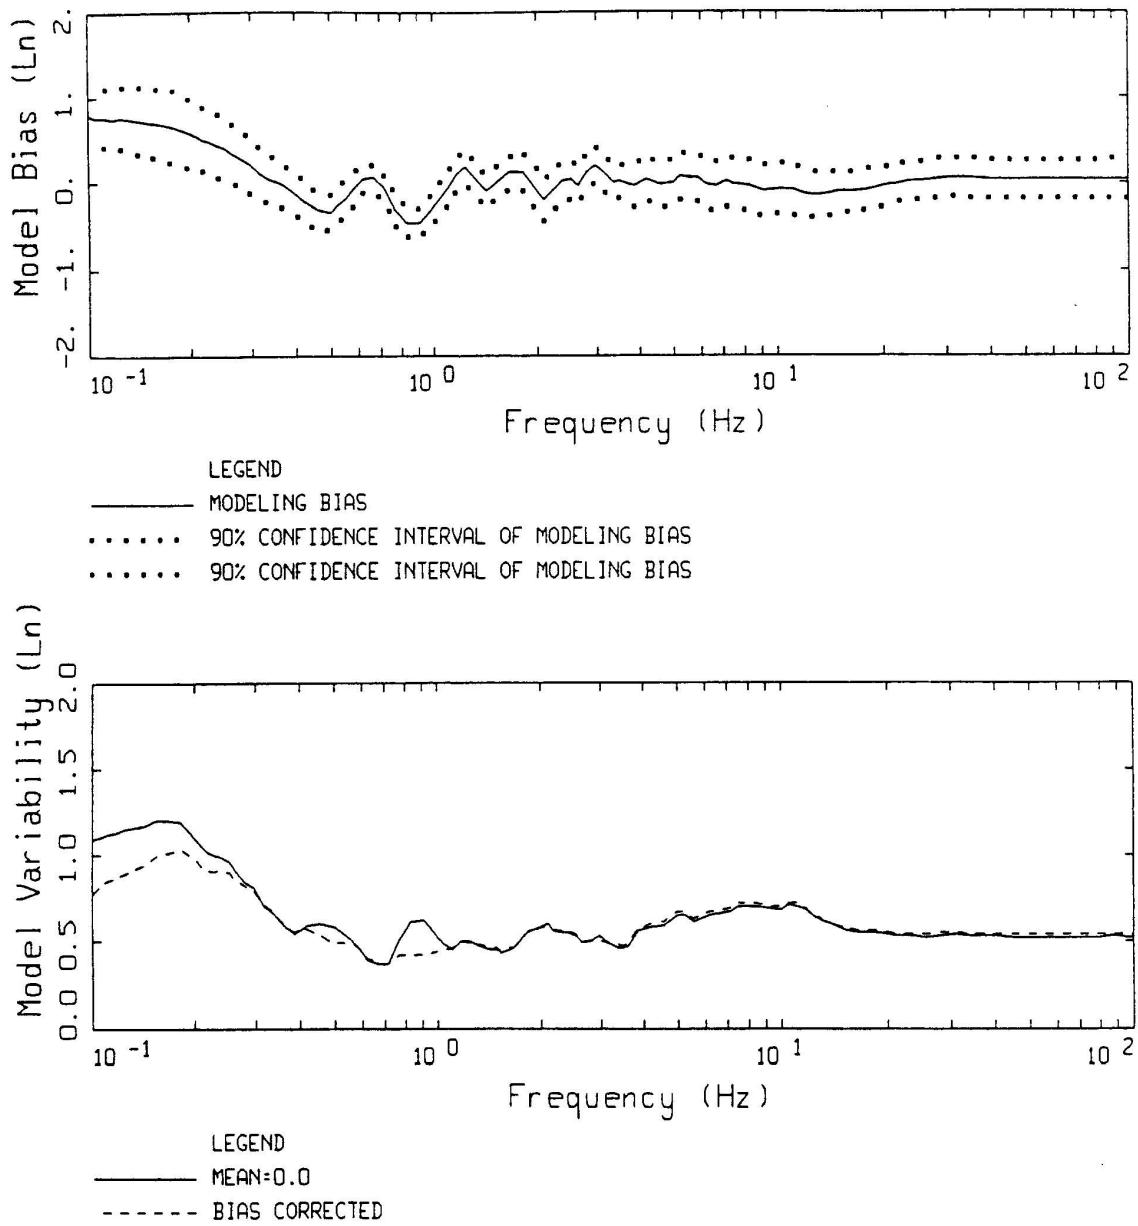 Model Bias (Ln)
2.
1.
0.
-1.
-2.
10 -1
10 0
10 1
10 2
Frequency (Hz)
LEGEND
MODELING BIAS
90% CONFIDENCE INTERVAL OF MODELING BIAS
90% CONFIDENCE INTERVAL OF MODELING BIAS
Model Variability (Ln)
2.0
1.5
1.0
0.5
0.0
10 -1
10 0
10 1
10 2
Frequency (Hz)
LEGEND
MEAN=0.0
BIAS CORRECTED